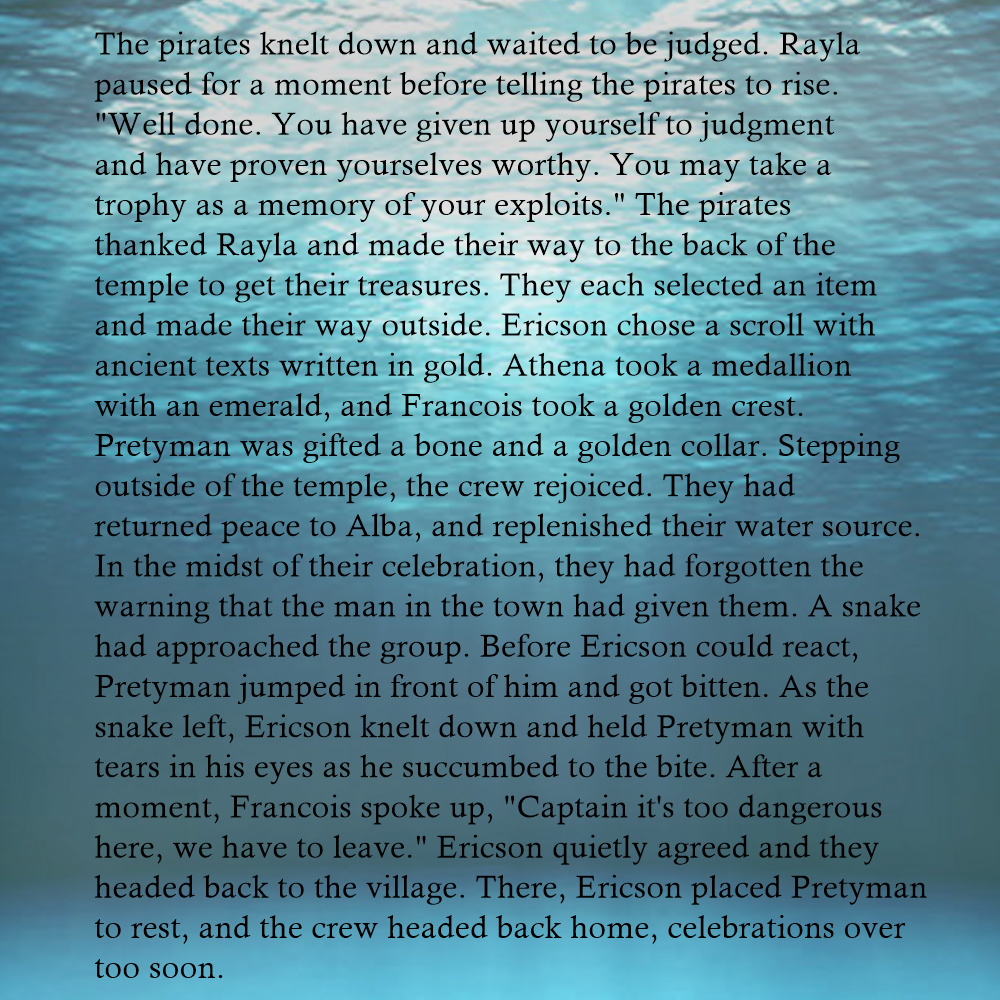 The pirates knelt down and waited to be judged. Rayla
paused for a moment before telling the pirates to rise.
"Well done. You have given up yourself to judgment
and have proven yourselves worthy. You may take a
trophy as a memory of your exploits." The pirates
thanked Rayla and made their way to the back of the
temple to get their treasures. They each selected an item
and made their way outside. Ericson chose a scroll with
ancient texts written in gold. Athena took a medallion
with an emerald, and Francois took a golden crest.
Pretyman was gifted a bone and a golden collar. Stepping
outside of the temple, the crew rejoiced. They had
returned peace to Alba, and replenished their water source.
In the midst of their celebration, they had forgotten the
warning that the man in the town had given them. A snake
had approached the group. Before Ericson could react,
Pretyman jumped in front of him and got bitten. As the
snake left, Ericson knelt down and held Pretyman with
tears in his eyes as he succumbed to the bite. After a
moment, Francois spoke up, "Captain it's too dangerous
here, we have to leave." Ericson quietly agreed and they
headed back to the village. There, Ericson placed Pretyman
to rest, and the crew headed back home, celebrations over
too soon.